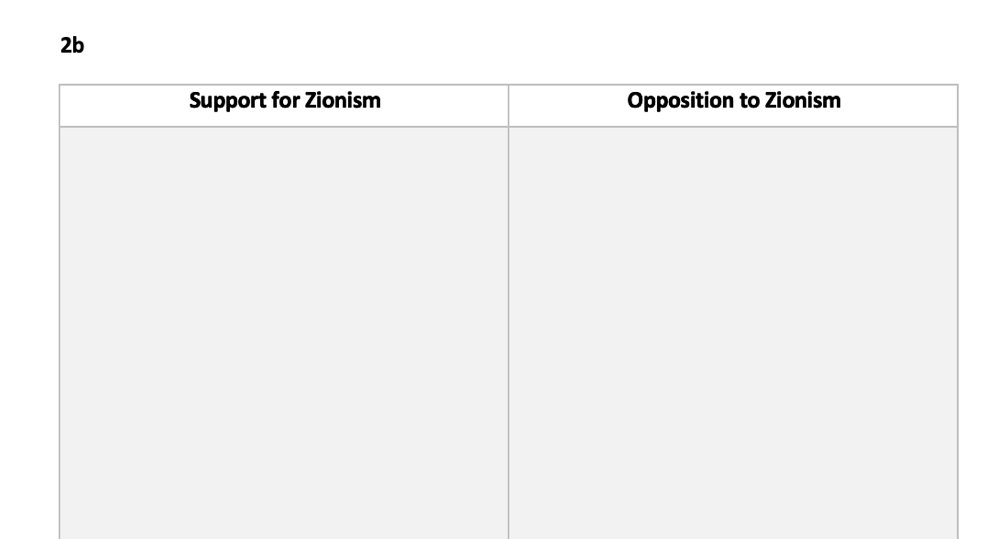 2b
Support for Zionism
Opposition to Zionism